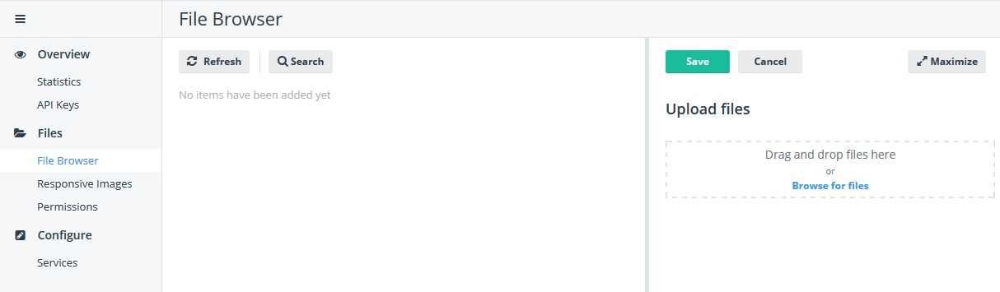 File Browser
Overview
Statistics
API Keys
Files
File Browser
Responsive Images
Permissions
Configure
Services
Refresh
Search
No items have been added yet
Save
Cancel
Maximize
Upload files
Drag and drop files here
or
Browse for files